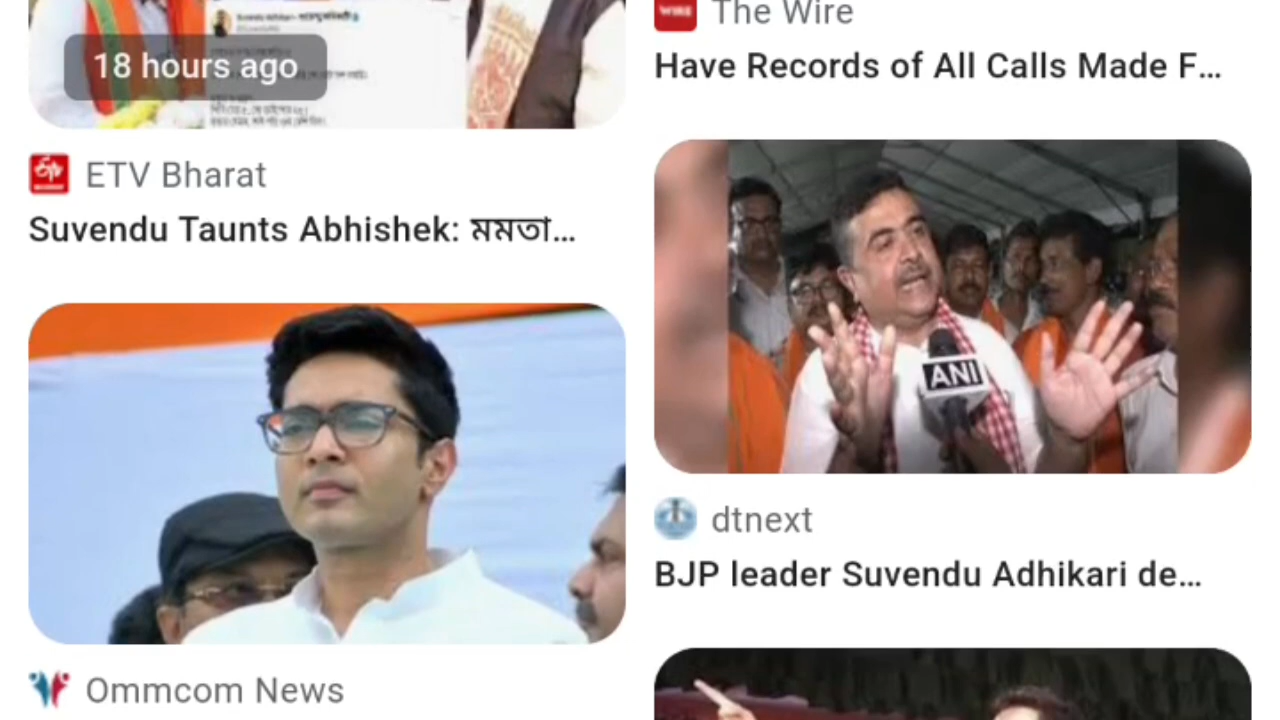 18 hours ago
ETV Bharat
Suvendu Taunts Abhishek: মমতা...
Ommcom News
WIRE
The Wire
Have Records of All Calls Made F...
ANI
dtnext
BJP leader Suvendu Adhikari de...